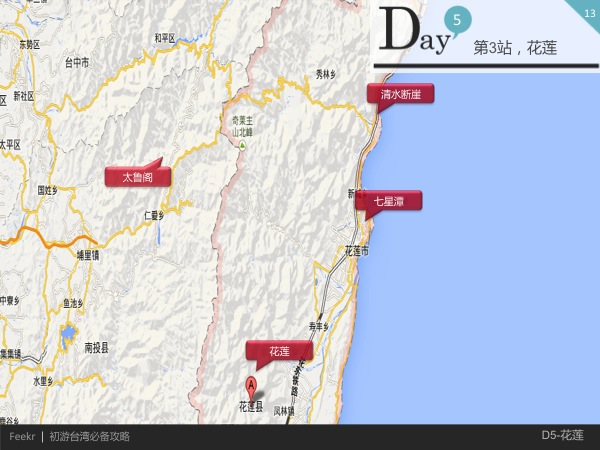 Day 5
13
第3站，花莲
和平区
东势区
台中市
秀林乡
清水断崖
新社区
区
奇莱主
山北峰
太平区
太鲁阁
国姓乡
仁爱乡
七星潭
花莲市
埔里镇
中寮乡
鱼池乡
寿丰乡
南投县
集集镇
花莲
水里乡
A
花莲县
凤林镇
Feekr | 初游台湾必备攻略
D5-花莲